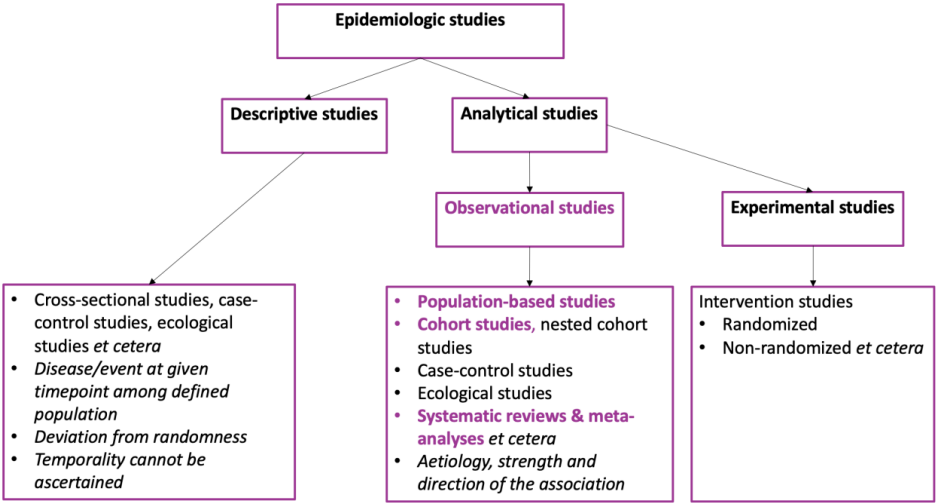 Epidemiologic studies
Descriptive studies
Analytical studies
Observational studies
Experimental studies
• Cross-sectional studies, case-
control studies, ecological
studies et cetera
• Disease/event at given
timepoint among defined
population
• Deviation from randomness
• Temporality cannot be
ascertained
• Population-based studies
• Cohort studies, nested cohort
studies
• Case-control studies
• Ecological studies
• Systematic reviews & meta-
analyses et cetera
• Aetiology, strength and
direction of the association
Intervention studies
• Randomized
• Non-randomized et cetera